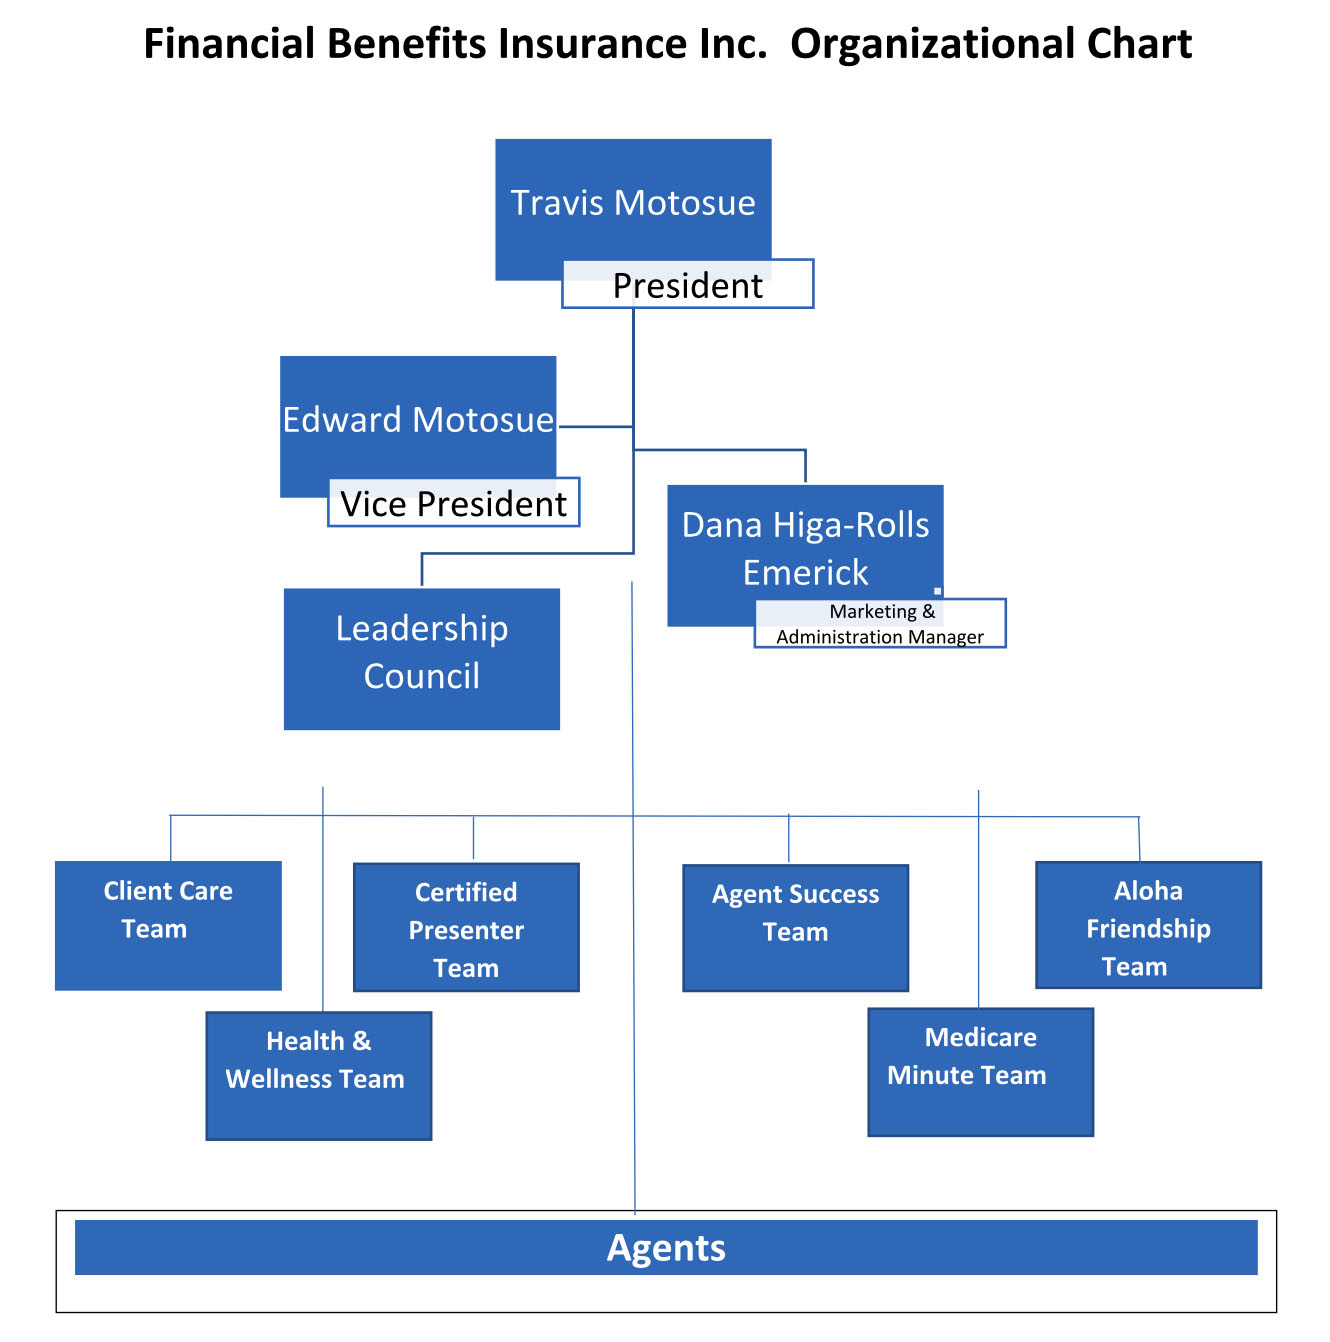 Financial Benefits Insurance Inc.  Organizational Chart
Travis Motosue
President
Edward Motosue
Vice President
Dana Higa-Rolls
Emerick
Marketing &
Administration Manager
Leadership
Council
Client Care
Team
Certified
Presenter
Team
Agent Success
Team
Aloha
Friendship
Team
Health &
Wellness Team
Medicare
Minute Team
Agents